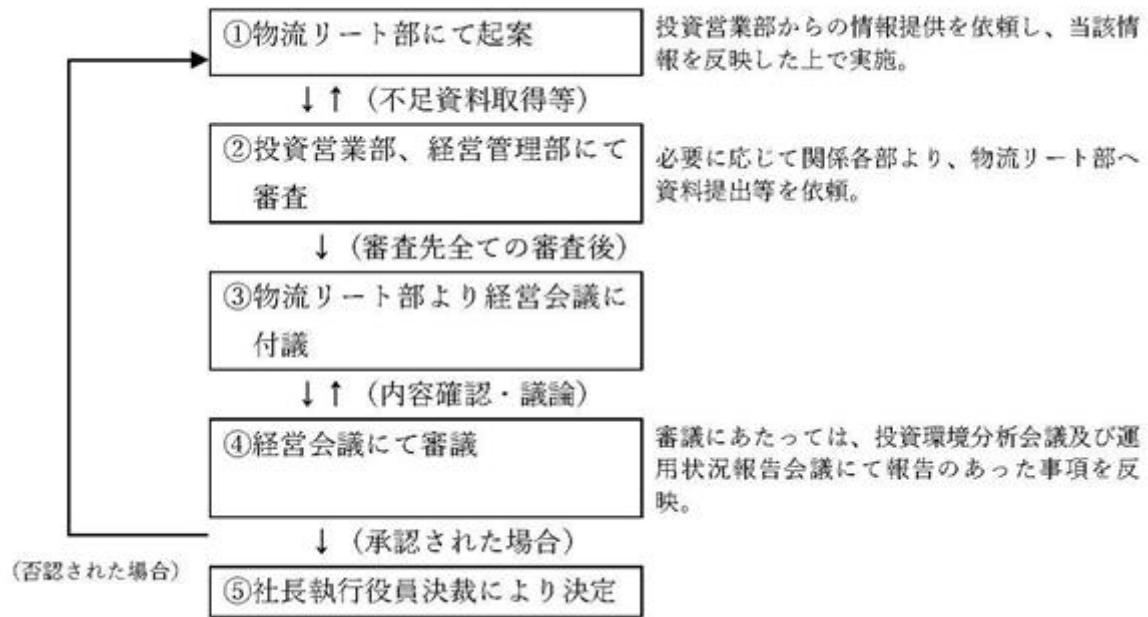 ①物流リート部にて起案
投資営業部からの情報提供を依頼し、当該情
報を反映した上で実施。
↓↑（不足資料取得等）
②投資営業部、経営管理部にて
審査
必要に応じて関係各部より、物流リート部へ
資料提出等を依頼。
↓（審査先全ての審査後）
③物流リート部より経営会議に
付議
↓↑（内容確認・議論）
④経営会議にて審議
審議にあたっては、投資環境分析会議及び運
用状況報告会議にて報告のあった事項を反
映。
↓（承認された場合）
（否認された場合）
⑤社長執行役員決裁により決定